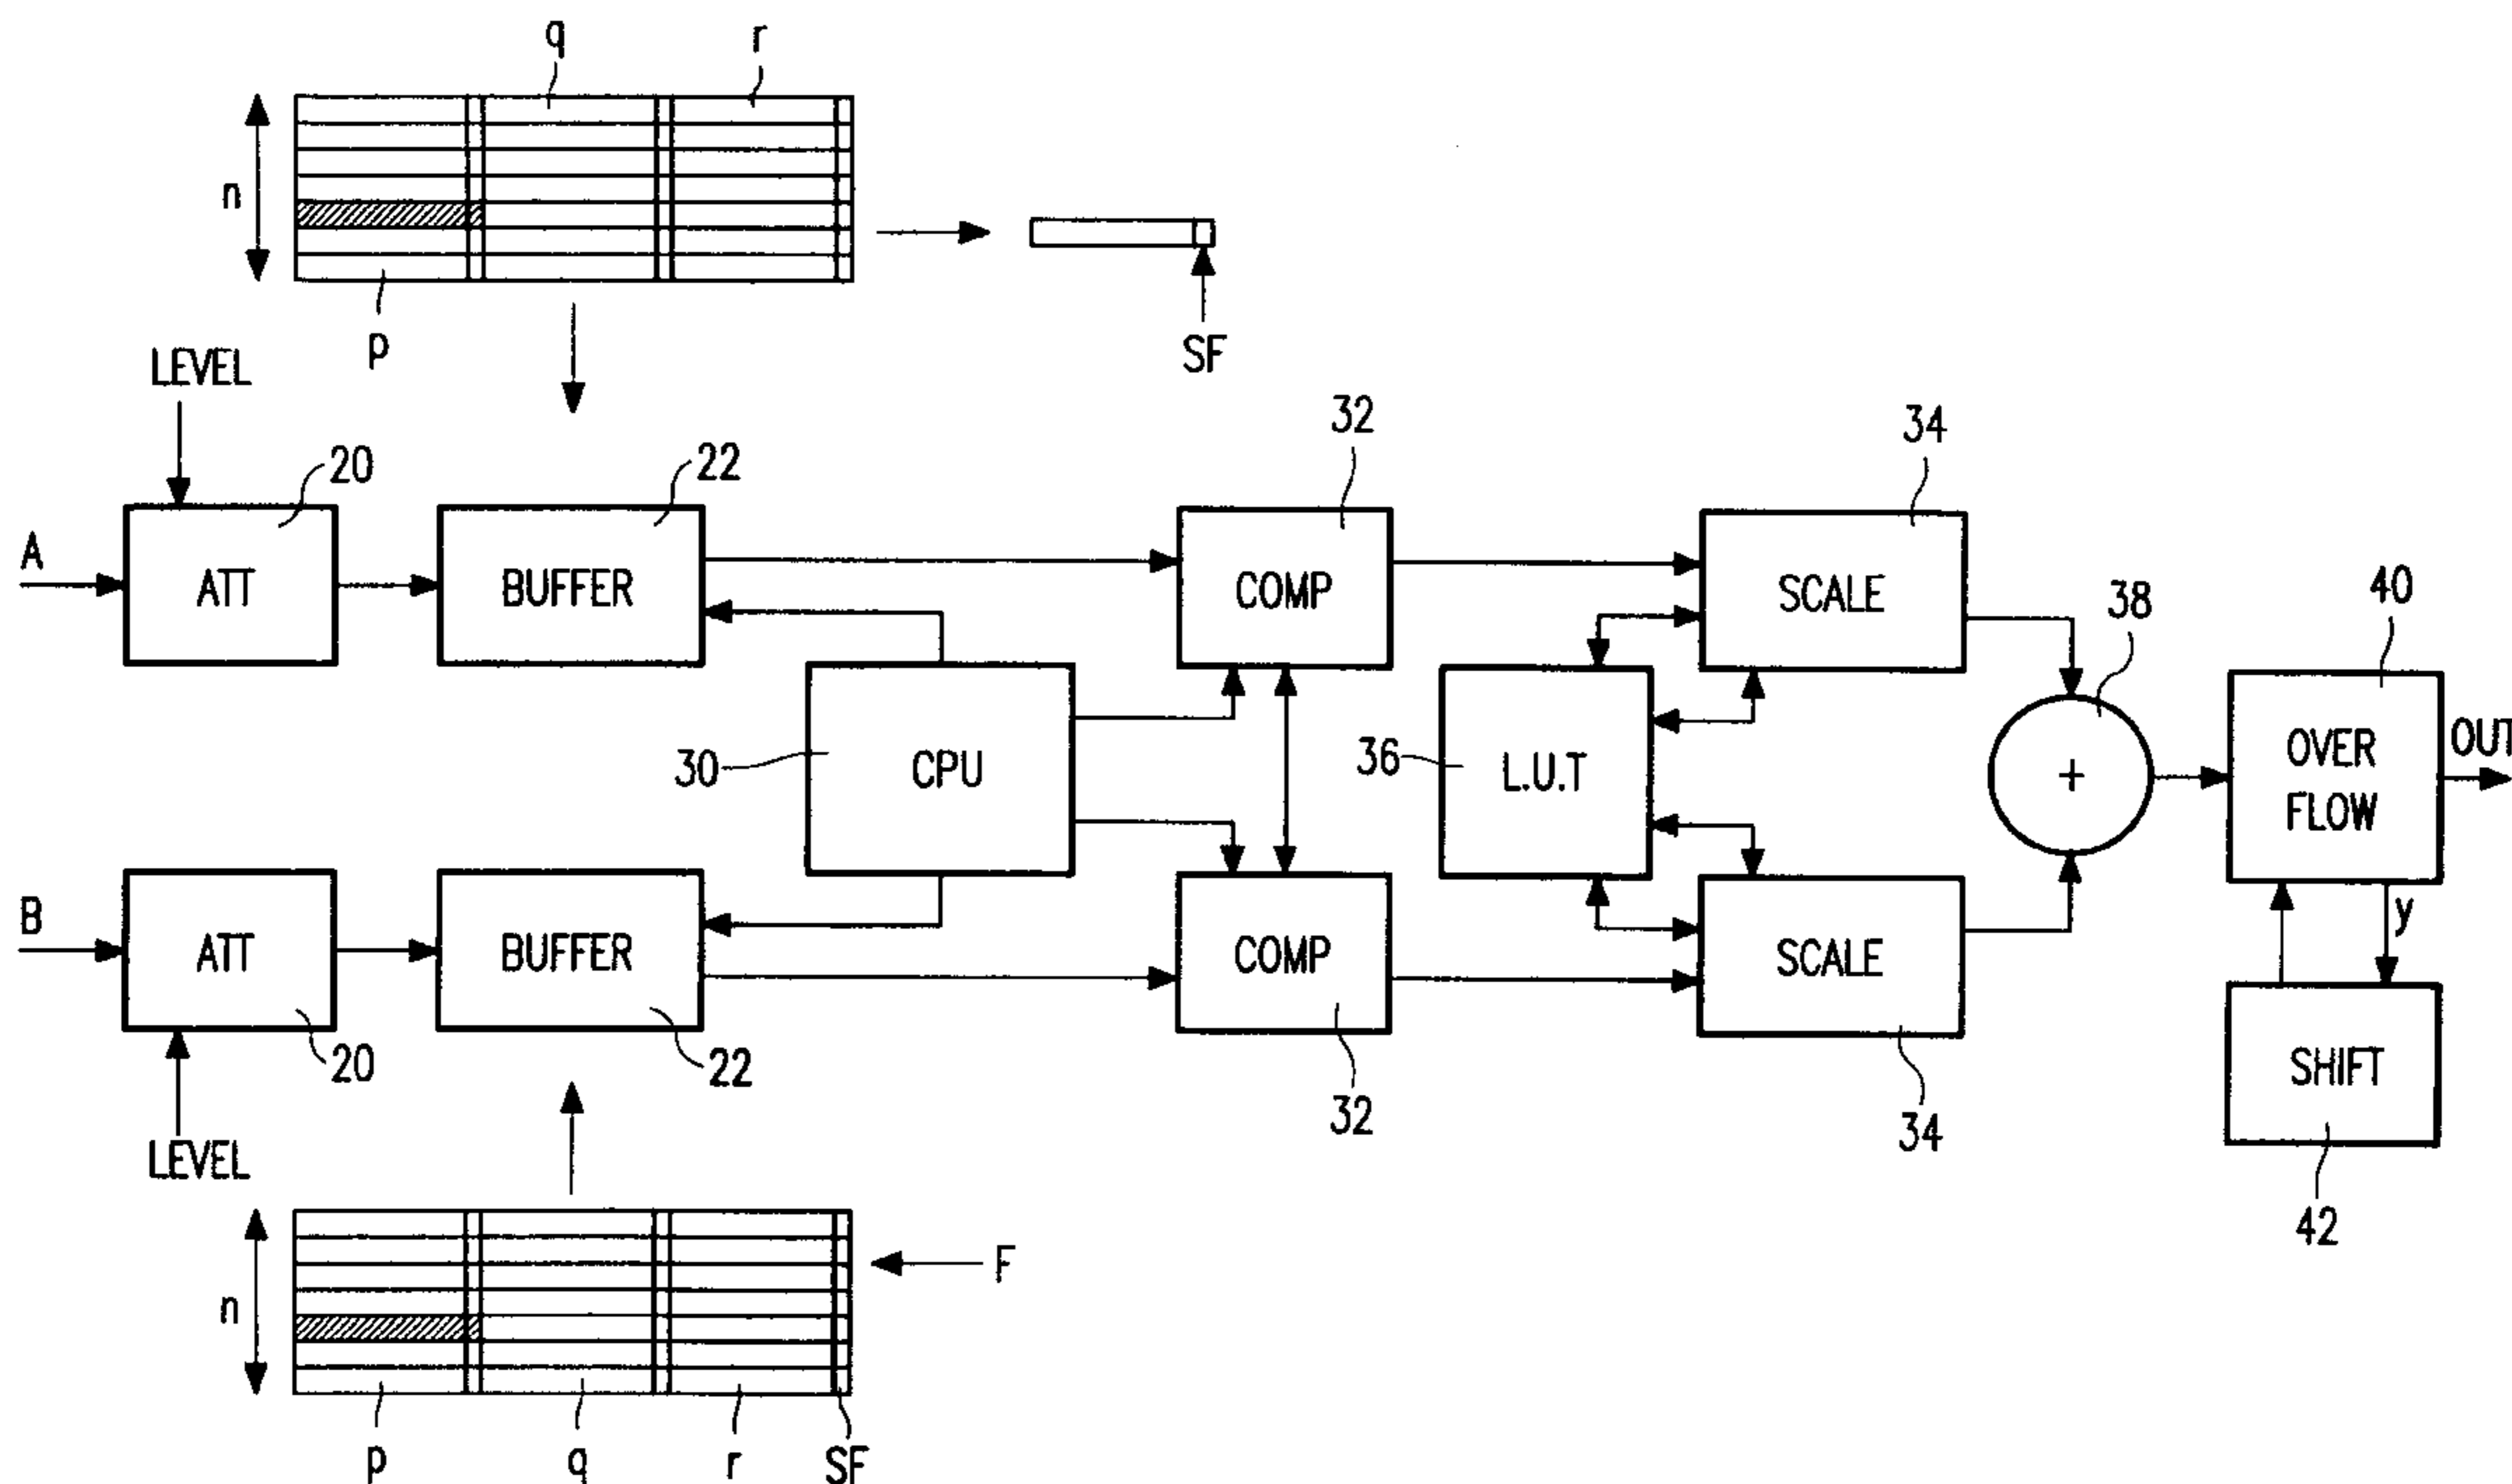 q r
n
p
SF
LEVEL
20 22 32 34
A ATT BUFFER COMP SCALE
38 40
30 CPU 36 L.U.T + OVER FLOW OUT
y
B ATT BUFFER COMP SCALE
SHIFT
20 22 32 34
LEVEL
42
F
n
p q r SF